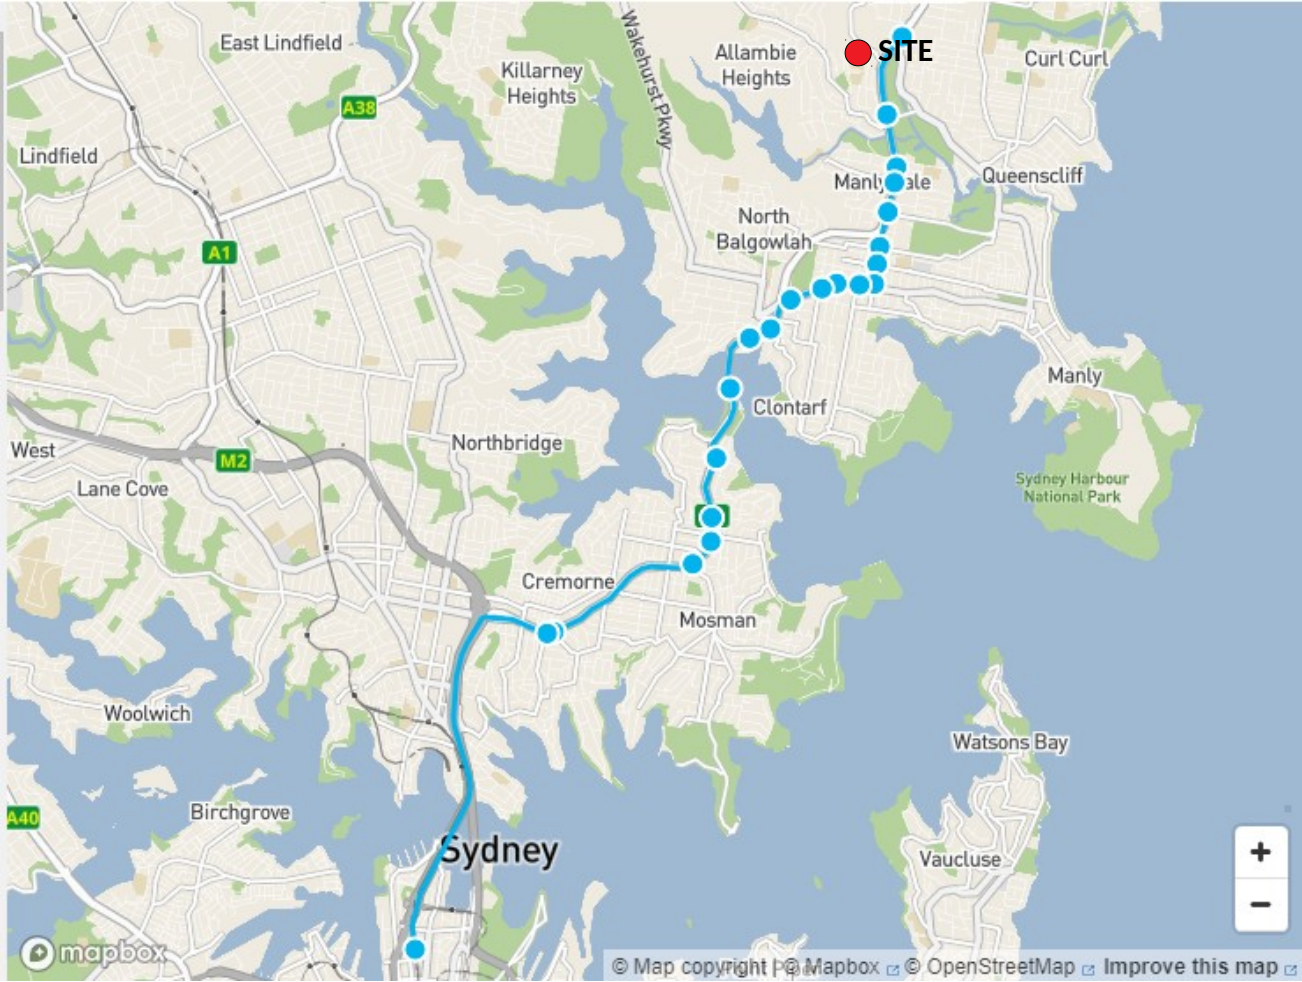 East Lindfield
Allambie
Heights
SITE
Curl Curl
Killarney
Heights
Wakehurst Pkwy
A38
Lindfield
Queenscliff
North
Balgowlah
A1
Manly
Clontarf
Northbridge
West
M2
Lane Cove
Sydney Harbour
National Park
Cremorne
Mosman
Woolwich
Watsons Bay
Birchgrove
A40
Sydney
Vaucluse
+
−
mapbox
© Map copyright | © Mapbox © OpenStreetMap Improve this map